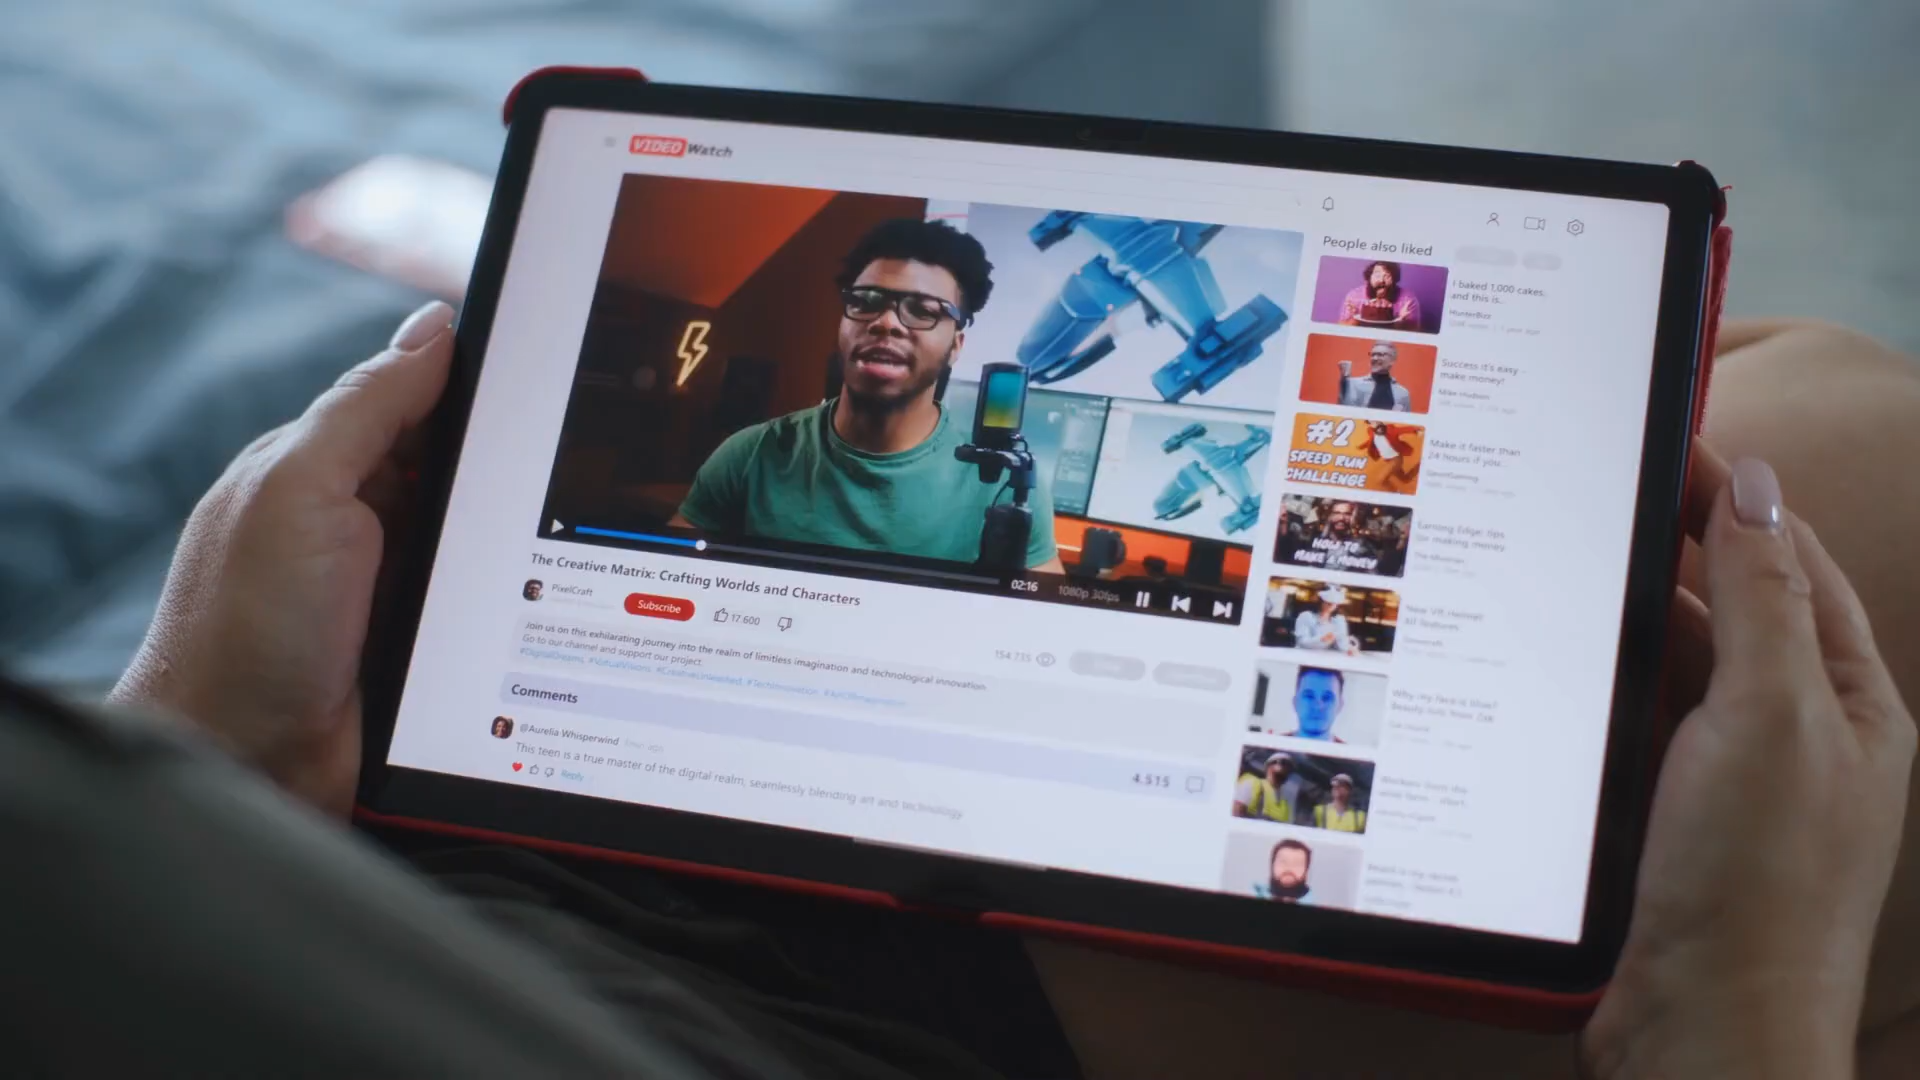 VIDEO Watch
People also liked
I baked 1,000 cakes,
and this is...
HunterBizz
Success it's easy -
make money!
Mike Hudson
#2
SPEED RUN
CHALLENGE
Make it faster than
24 hours if you...
HOW TO
MAKE A MONEY
Earning Edge: tips
for making money
New VR Helmet
All features
02:16
1080p 30fps
The Creative Matrix: Crafting Worlds and Characters
PixelCraft
Subscribe
17 600
154 735
Join us on this exhilarating journey into the realm of limitless imagination and technological innovation.
Go to our channel and support our project.
#DigitalDreams, #VirtualVisions, #CreativeUnleashed, #TechInnovation,
Comments
4.515
@Aurelia Whisperwind
This teen is a true master of the digital realm, seamlessly blending art and technology
Reply